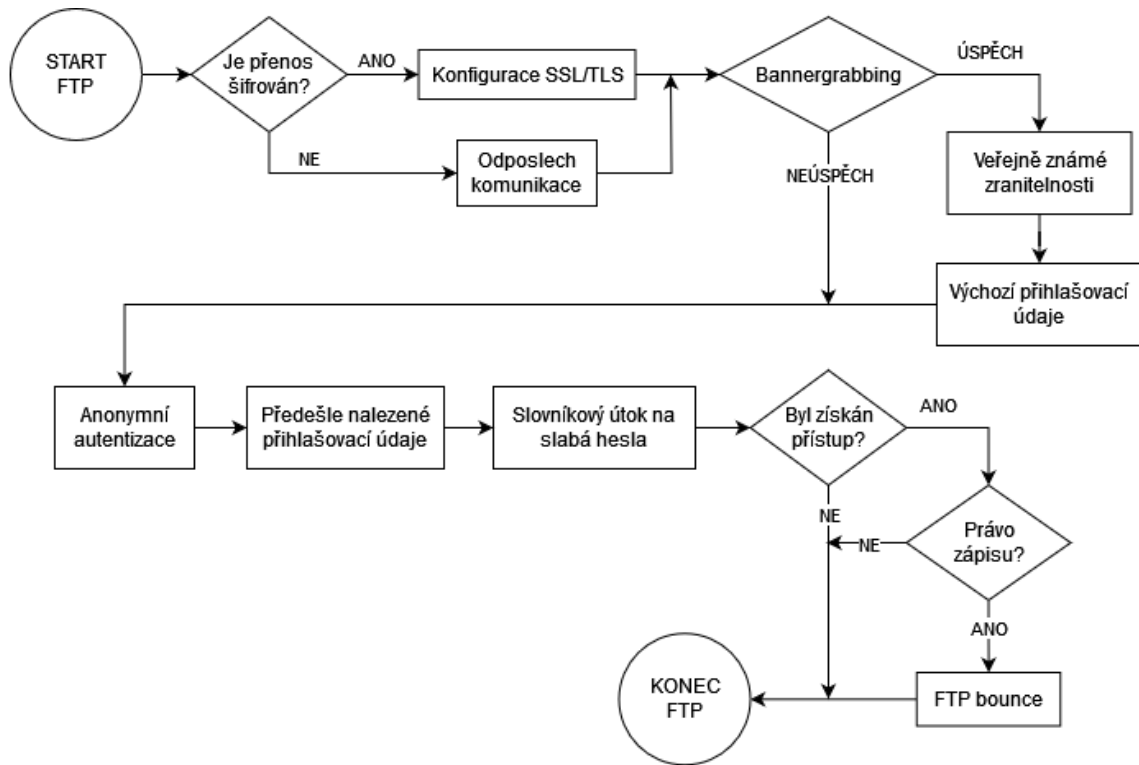 START
FTP
Je přenos
šifrován?
ANO
Konfigurace SSL/TLS
NE
Odposlech
komunikace
Bannergrabbing
ÚSPĚCH
NEÚSPĚCH
Veřejně známé
zranitelnosti
Výchozí přihlašovací
údaje
Anonymní
autentizace
Předešle nalezené
přihlašovací údaje
Slovníkový útok na
slabá hesla
Byl získán
přístup?
ANO
NE
Právo
zápisu?
NE
ANO
FTP bounce
KONEC
FTP